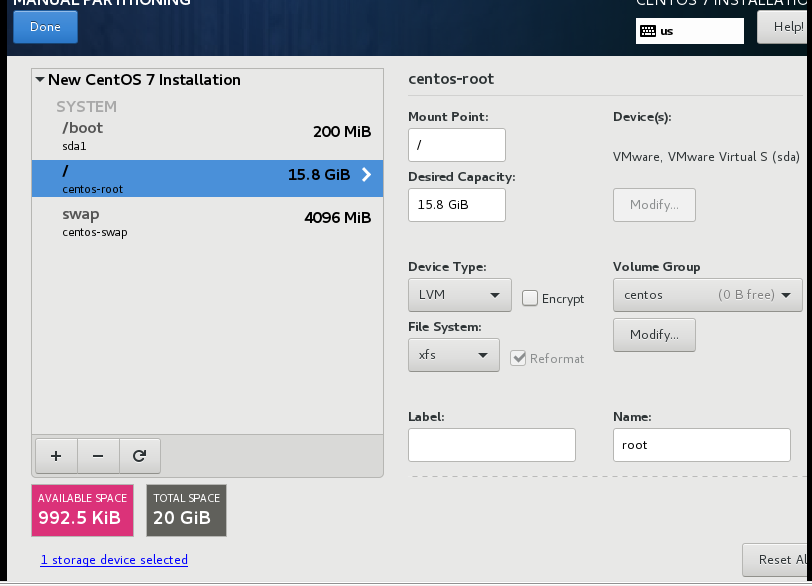 MANUAL PARTITIONING
CENTOS 7 INSTALLATIO
Done
us
Help!
New CentOS 7 Installation
SYSTEM
/boot
200 MiB
sda1
/
15.8 GiB
centos-root
swap
4096 MiB
centos-swap
+ −
AVAILABLE SPACE
992.5 KiB
TOTAL SPACE
20 GiB
1 storage device selected
centos-root
Mount Point:
/
Desired Capacity:
15.8 GiB
Device(s):
VMware, VMware Virtual S (sda)
Modify...
Device Type:
LVM
Encrypt
File System:
xfs
Reformat
Volume Group
centos (0 B free)
Modify...
Label:
Name:
root
Reset Al